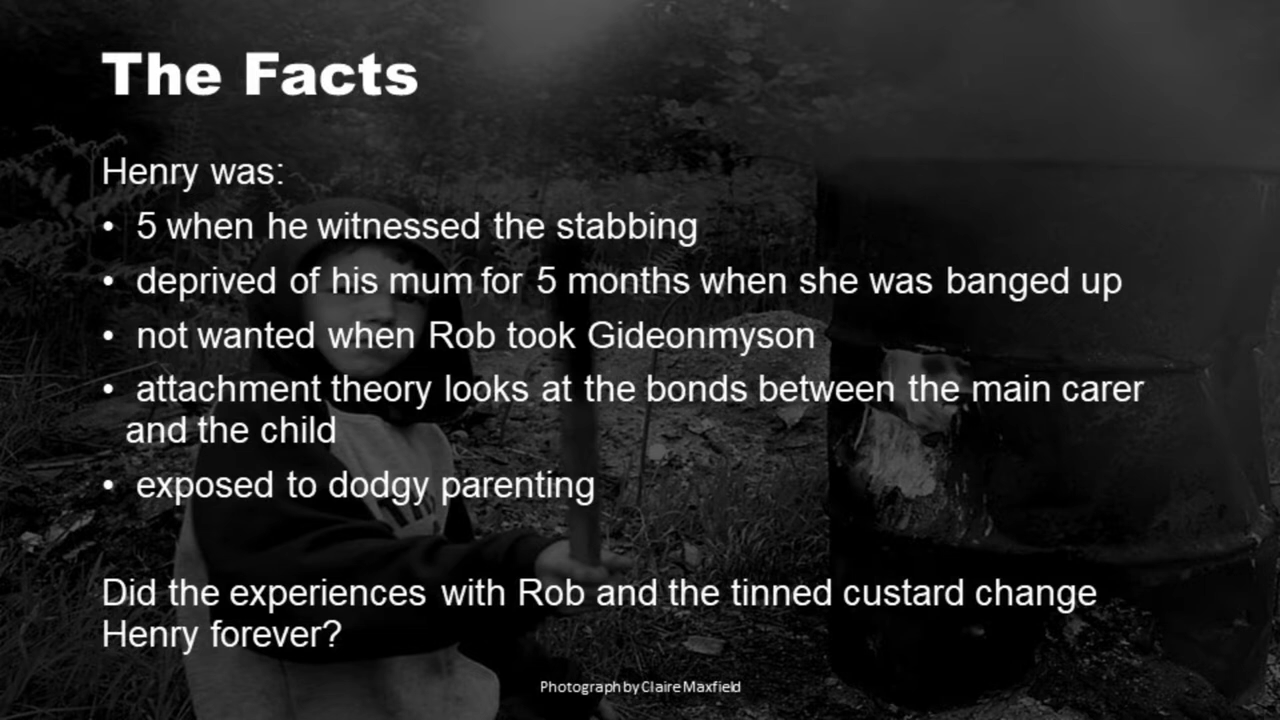 The Facts
Henry was:
• 5 when he witnessed the stabbing
• deprived of his mum for 5 months when she was banged up
• not wanted when Rob took Gideonmyson
• attachment theory looks at the bonds between the main carer
and the child
• exposed to dodgy parenting
Did the experiences with Rob and the tinned custard change
Henry forever?
Photograph by Claire Maxfield